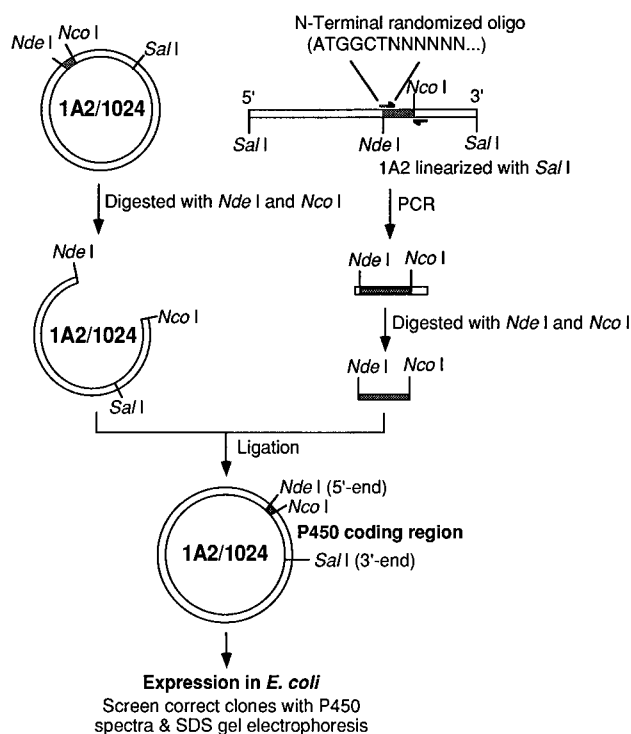 N-Terminal randomized oligo
(ATGGCTNNNNNN...)
Nde I
Nco I
Sal I
1A2/1024
Nco I
5'
3'
Sal I
Nde I
Sal I
1A2 linearized with Sal I
Digested with Nde I and Nco I
PCR
Nde I
Nco I
1A2/1024
Sal I
Nde I
Nco I
Digested with Nde I and Nco I
Nde I
Nco I
Ligation
Nde I (5'-end)
Nco I
P450 coding region
1A2/1024
Sal I (3'-end)
Expression in E. coli
Screen correct clones with P450
spectra & SDS gel electrophoresis